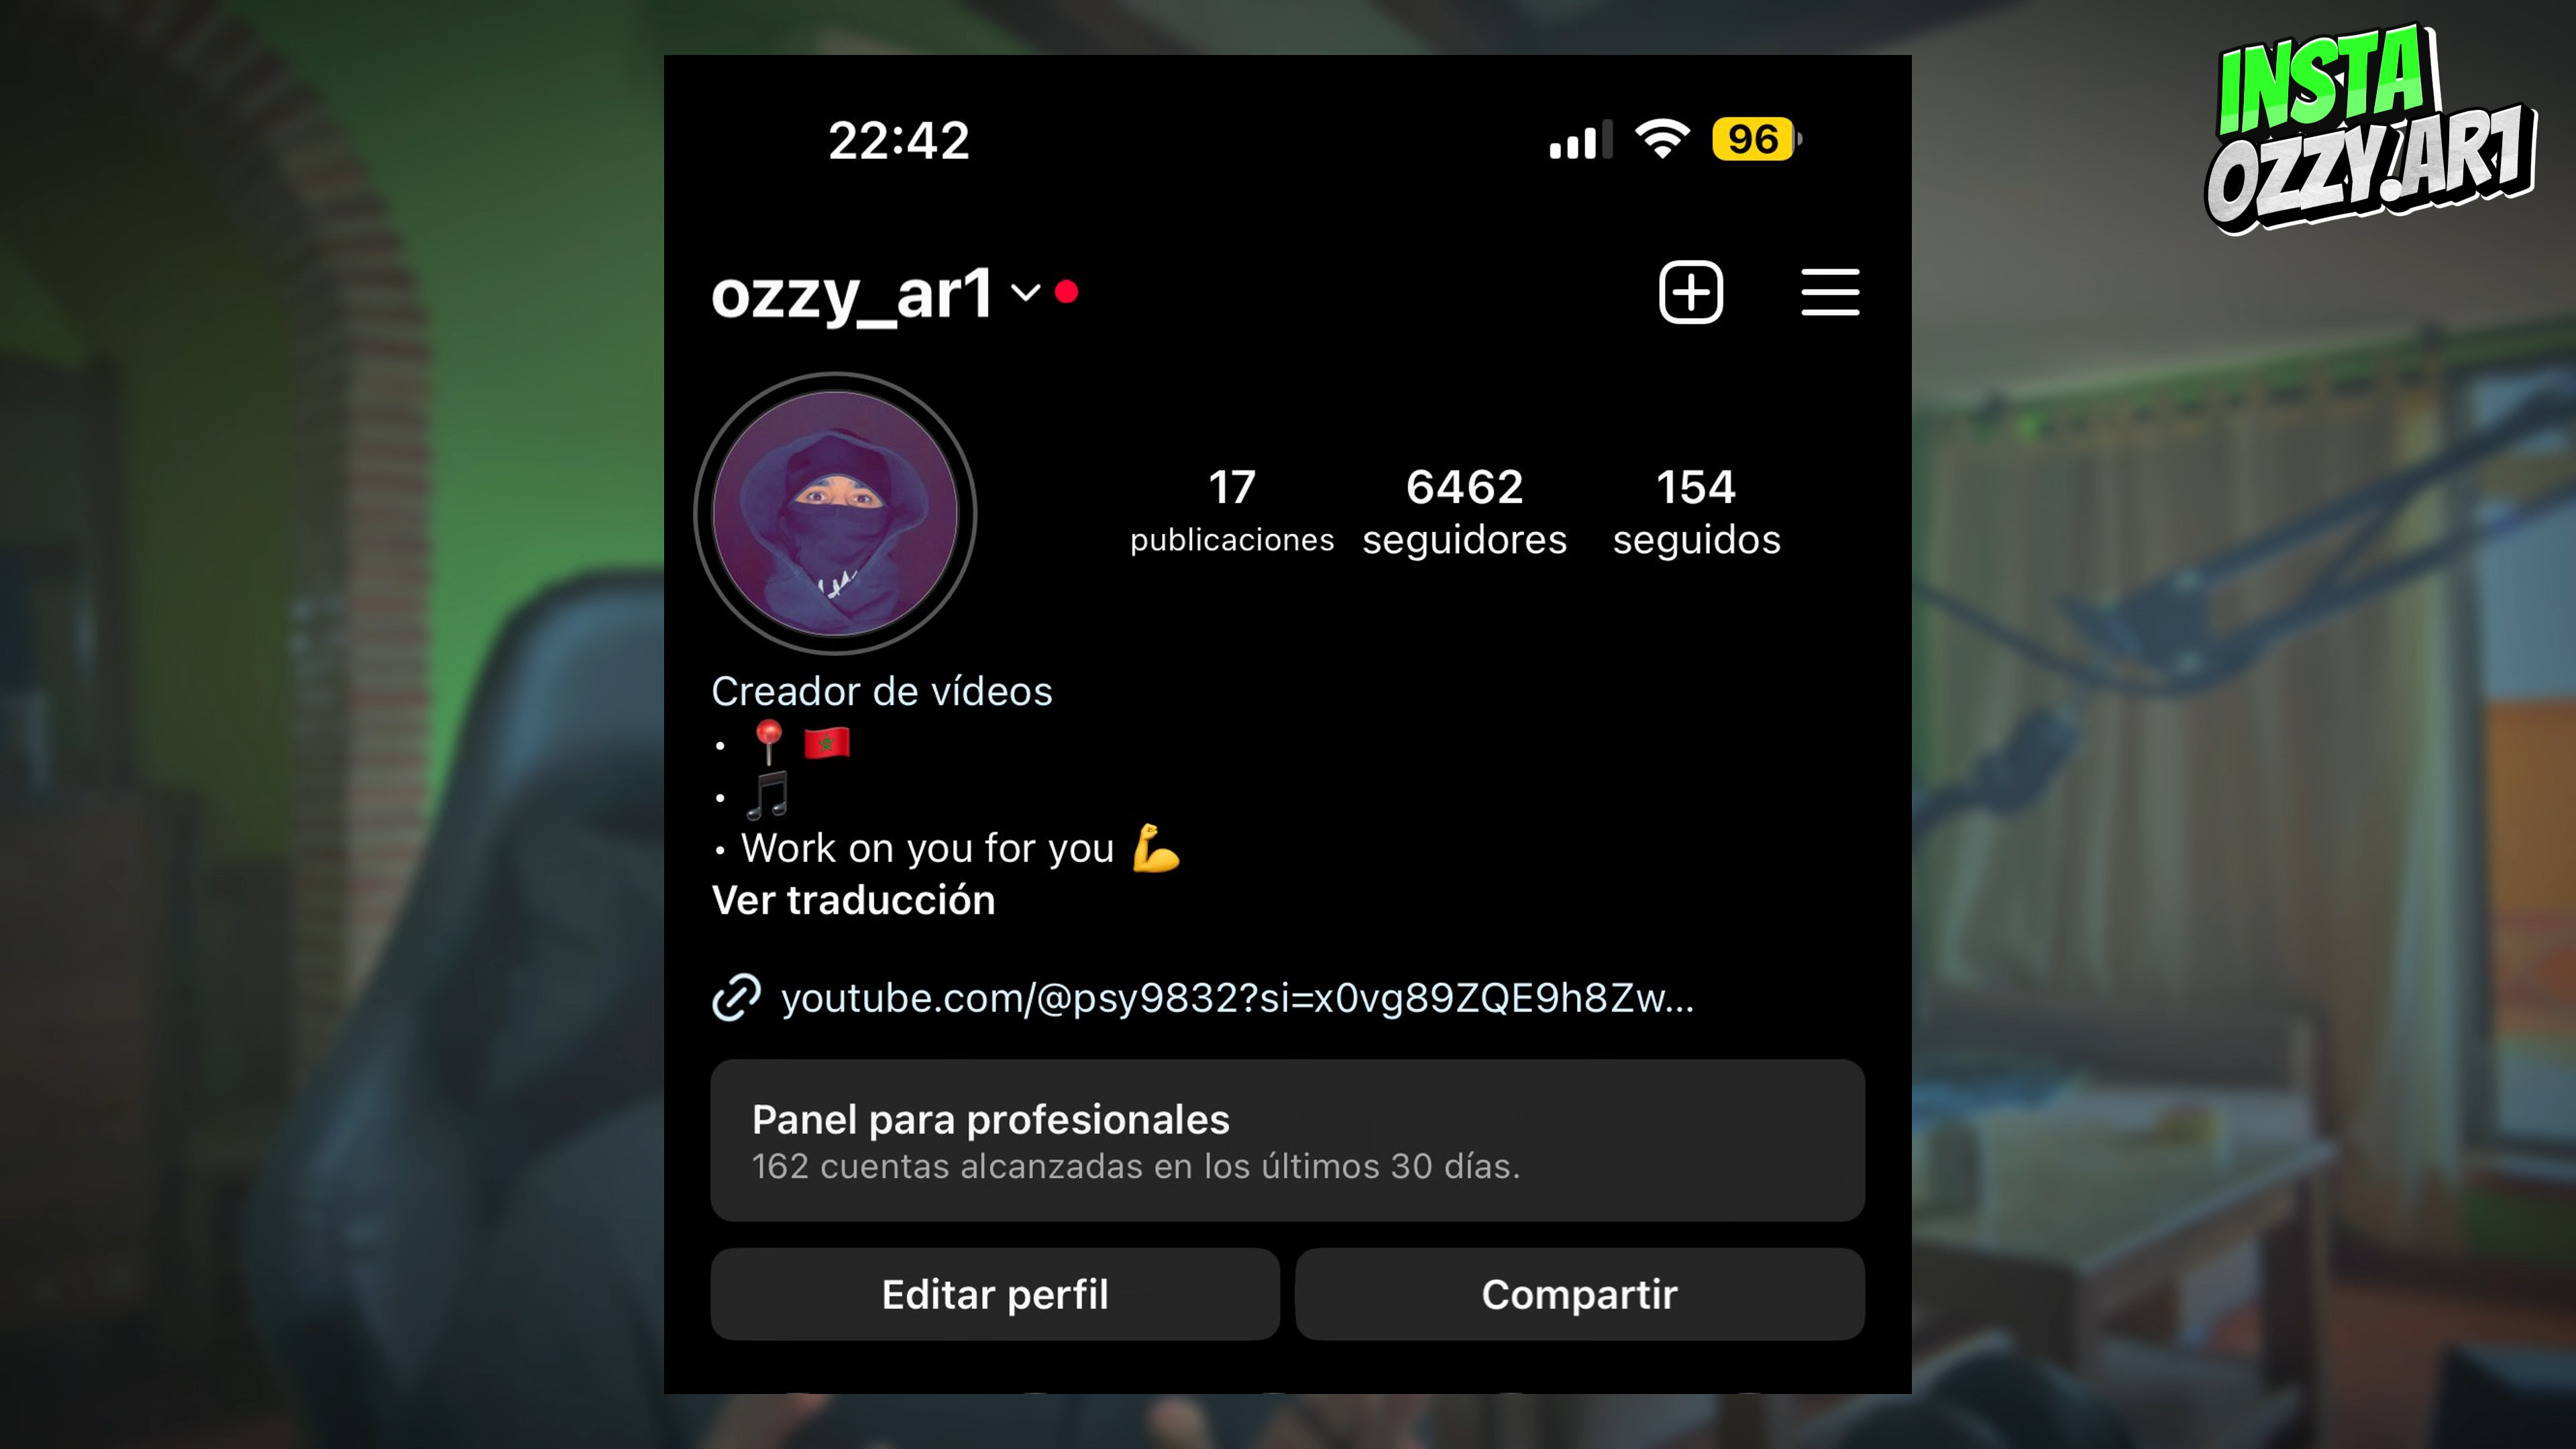 INSTA
OZZY.AR1
22:42
96
ozzy_ar1
17
publicaciones
6462
seguidores
154
seguidos
Creador de vídeos
• 📍 🇲🇦
• 🎵
• Work on you for you 💪
Ver traducción
youtube.com/@psy9832?si=x0vg89ZQE9h8Zw...
Panel para profesionales
162 cuentas alcanzadas en los últimos 30 días.
Editar perfil
Compartir